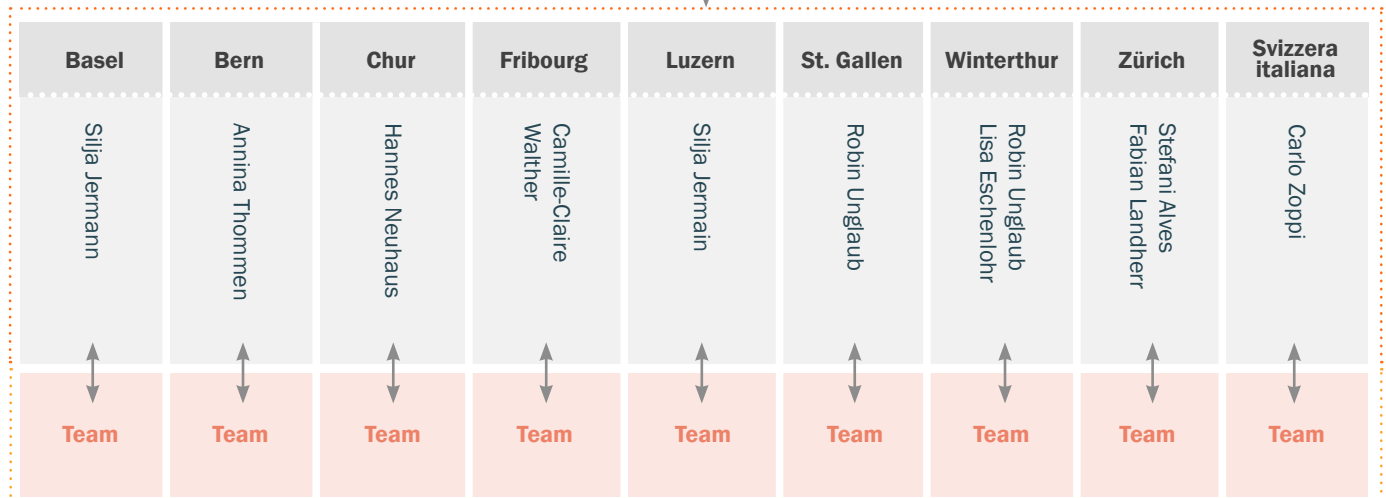 Basel
Bern
Chur
Fribourg
Luzern
St. Gallen
Winterthur
Zürich
Svizzera
italiana
Silja Jermann
Annina Thommen
Hannes Neuhaus
Camille-Claire
Walther
Silja Jermain
Robin Unglaub
Robin Unglaub
Lisa Eschenlohr
Stefani Alves
Fabian Landherr
Carlo Zoppi
Team
Team
Team
Team
Team
Team
Team
Team
Team